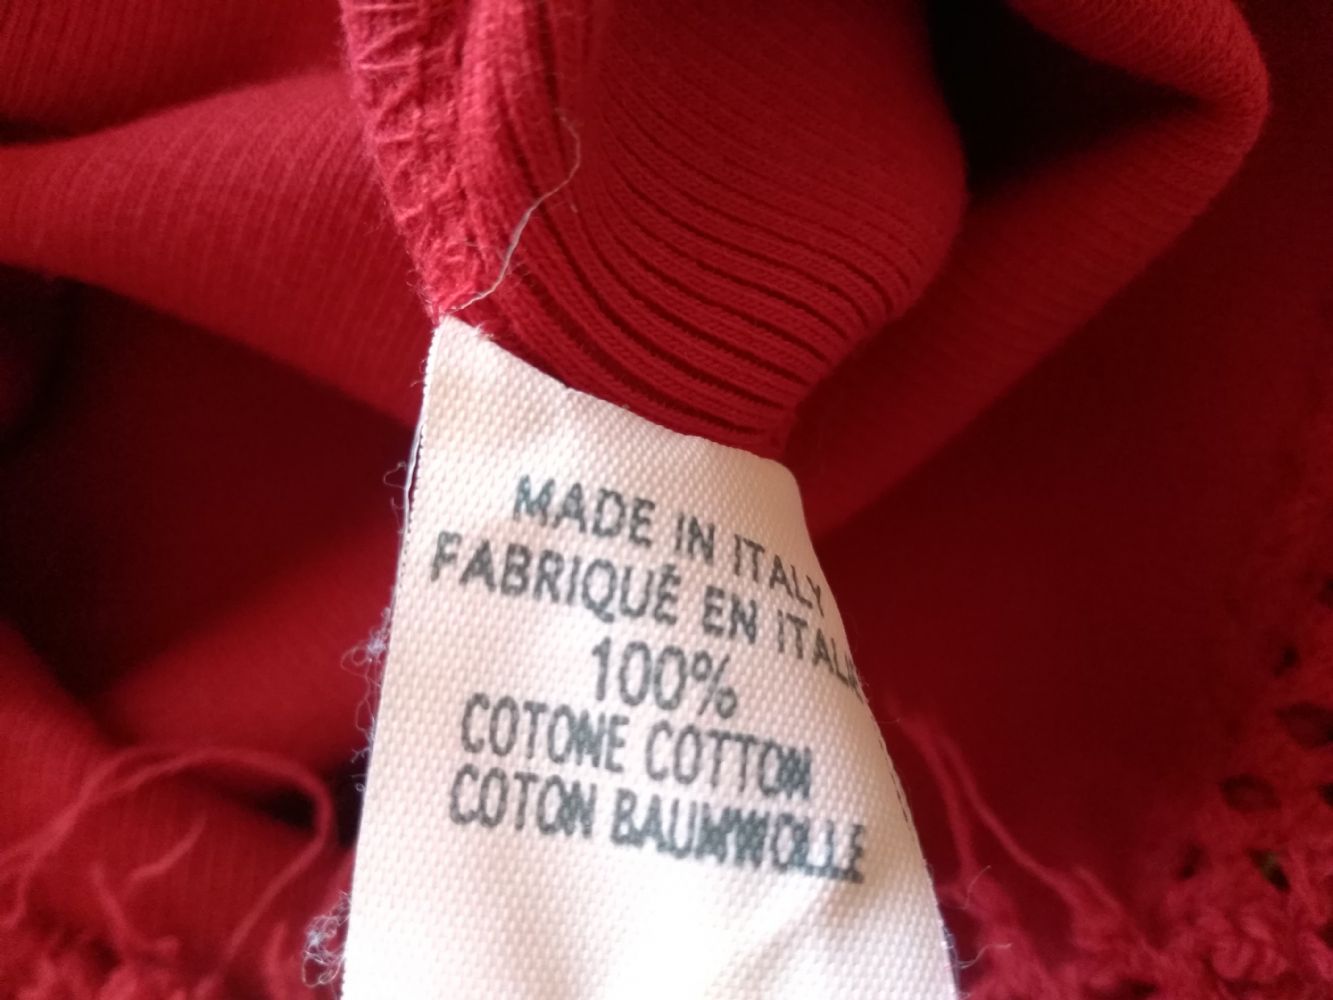 MADE IN ITALY
FABRIQUÉ EN ITALIE
100%
COTONE COTTON
COTON BAUMWOLLE